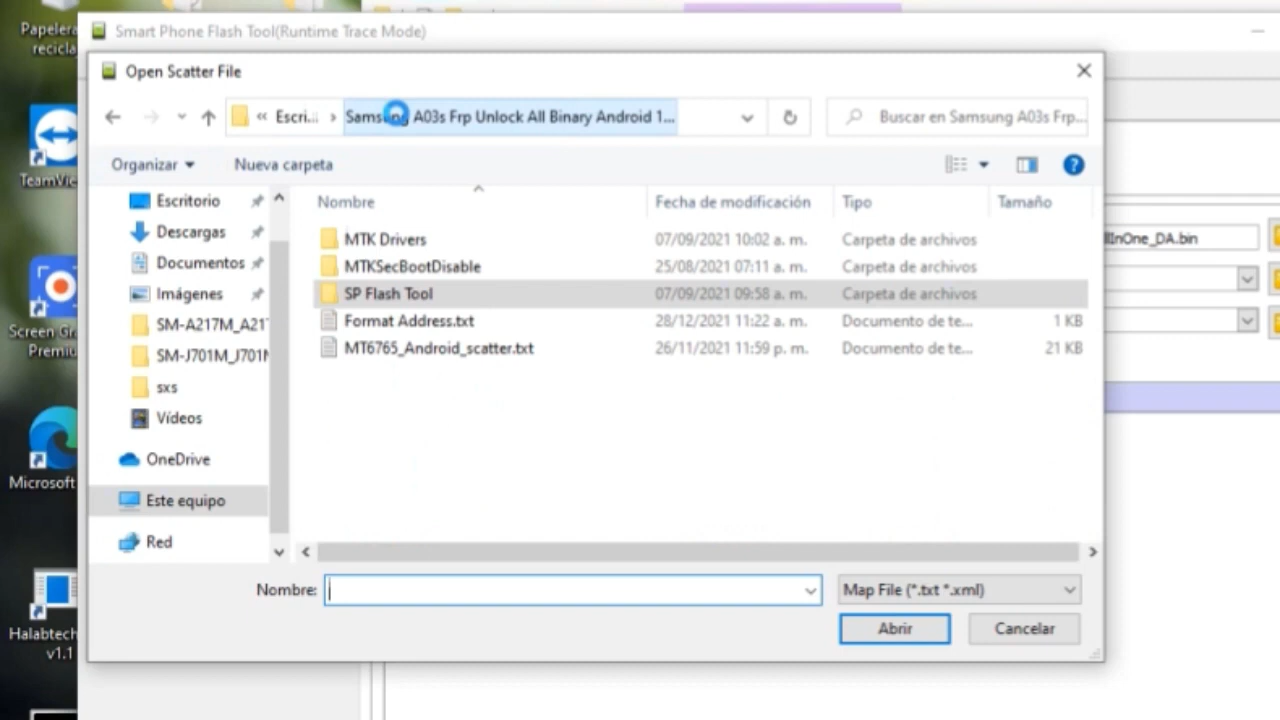 Papelera
recicla
Smart Phone Flash Tool(Runtime Trace Mode)
Open Scatter File
« Escri... › Samsung A03s Frp Unlock All Binary Android 1...
Buscar en Samsung A03s Frp...
Organizar
Nueva carpeta
TeamVie
Escritorio
Descargas
Documentos
Imágenes
SM-A217M_A217
SM-J701M_J701M
sxs
Vídeos
OneDrive
Este equipo
Red
Nombre
Fecha de modificación
Tipo
Tamaño
MTK Drivers
07/09/2021 10:02 a. m.
Carpeta de archivos
MTKSecBootDisable
25/08/2021 07:11 a. m.
Carpeta de archivos
SP Flash Tool
07/09/2021 09:58 a. m.
Carpeta de archivos
Format Address.txt
28/12/2021 11:22 a. m.
Documento de te...
1 KB
MT6765_Android_scatter.txt
26/11/2021 11:59 p. m.
Documento de te...
21 KB
llInOne_DA.bin
Screen Gr
Premiu
Microsoft
Halabtech
v1.1
Nombre:
Map File (*.txt *.xml)
Abrir
Cancelar